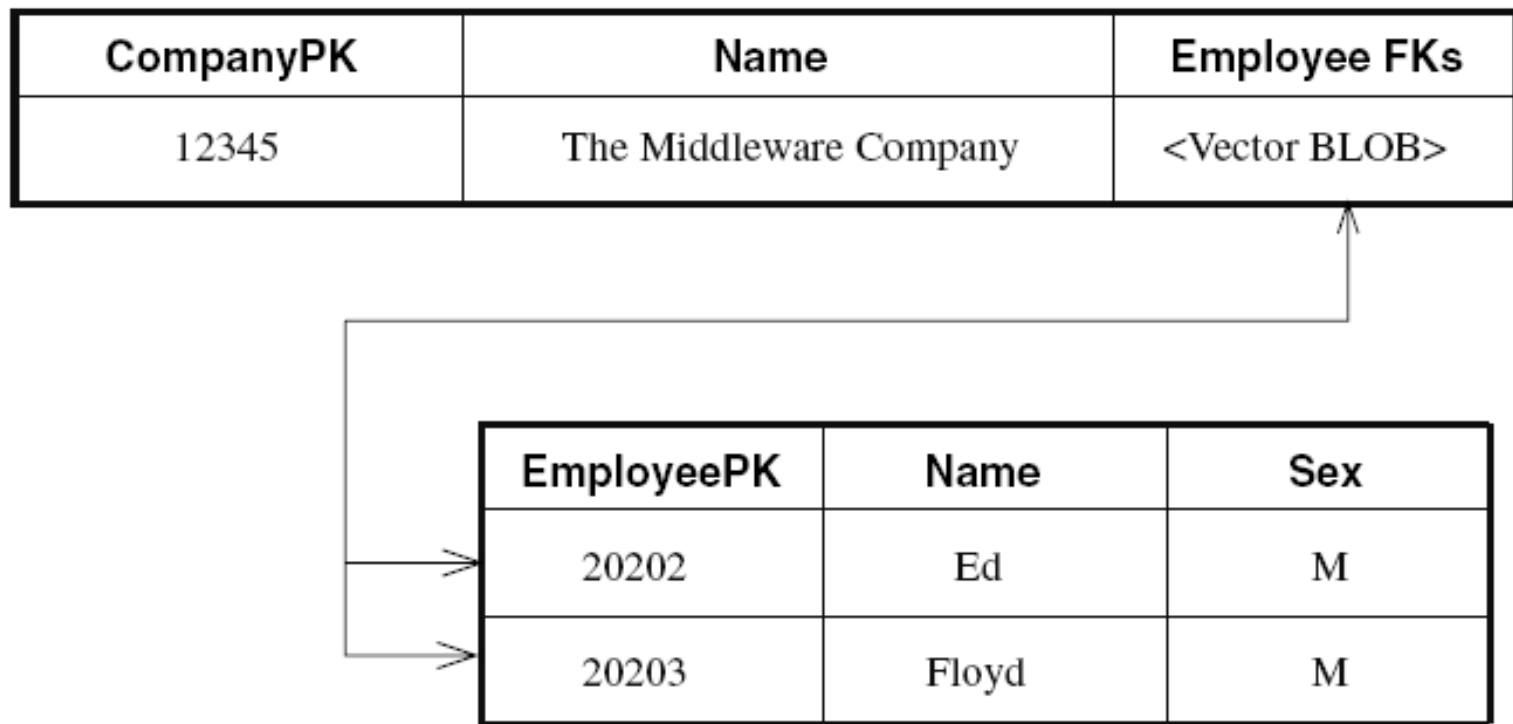 CompanyPK Name Employee FKs
12345 The Middleware Company <Vector BLOB>
EmployeePK Name Sex
20202 Ed M
20203 Floyd M